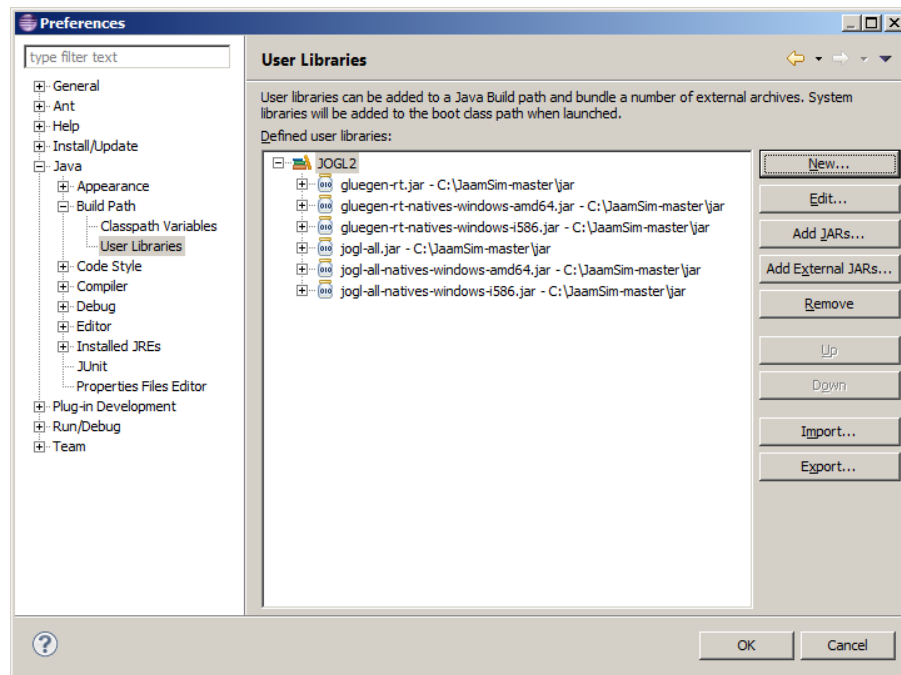 Preferences
type filter text
General
Ant
Help
Install/Update
Java
Appearance
Build Path
Classpath Variables
User Libraries
Code Style
Compiler
Debug
Editor
Installed JREs
JUnit
Properties Files Editor
Plug-in Development
Run/Debug
Team
User Libraries
User libraries can be added to a Java Build path and bundle a number of external archives. System
libraries will be added to the boot class path when launched.
Defined user libraries:
JOGL2
gluegen-rt.jar - C:\JaamSim-master\jar
gluegen-rt-natives-windows-amd64.jar - C:\JaamSim-master\jar
gluegen-rt-natives-windows-i586.jar - C:\JaamSim-master\jar
jogl-all.jar - C:\JaamSim-master\jar
jogl-all-natives-windows-amd64.jar - C:\JaamSim-master\jar
jogl-all-natives-windows-i586.jar - C:\JaamSim-master\jar
New...
Edit...
Add JARs...
Add External JARs...
Remove
Up
Down
Import...
Export...
OK
Cancel